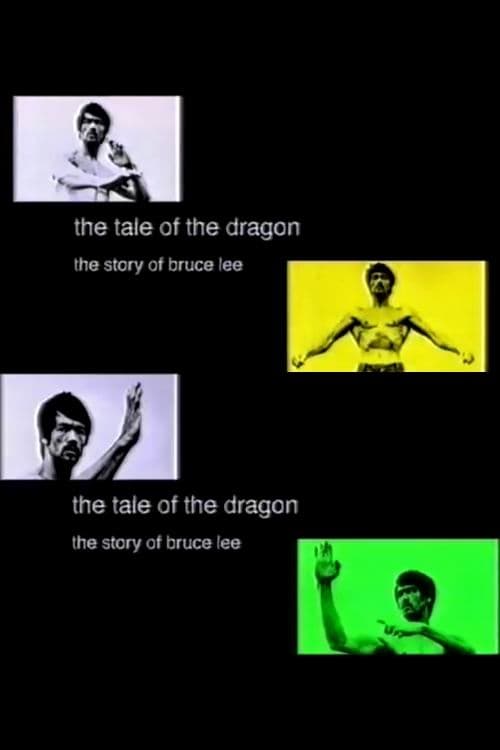 the tale of the dragon
the story of bruce lee
the tale of the dragon
the story of bruce lee